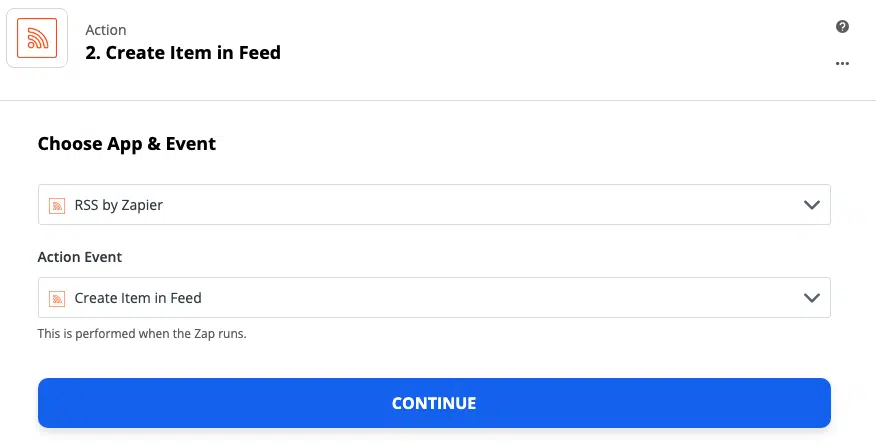 Action
2. Create Item in Feed
Choose App & Event
RSS by Zapier
Action Event
Create Item in Feed
This is performed when the Zap runs.
CONTINUE